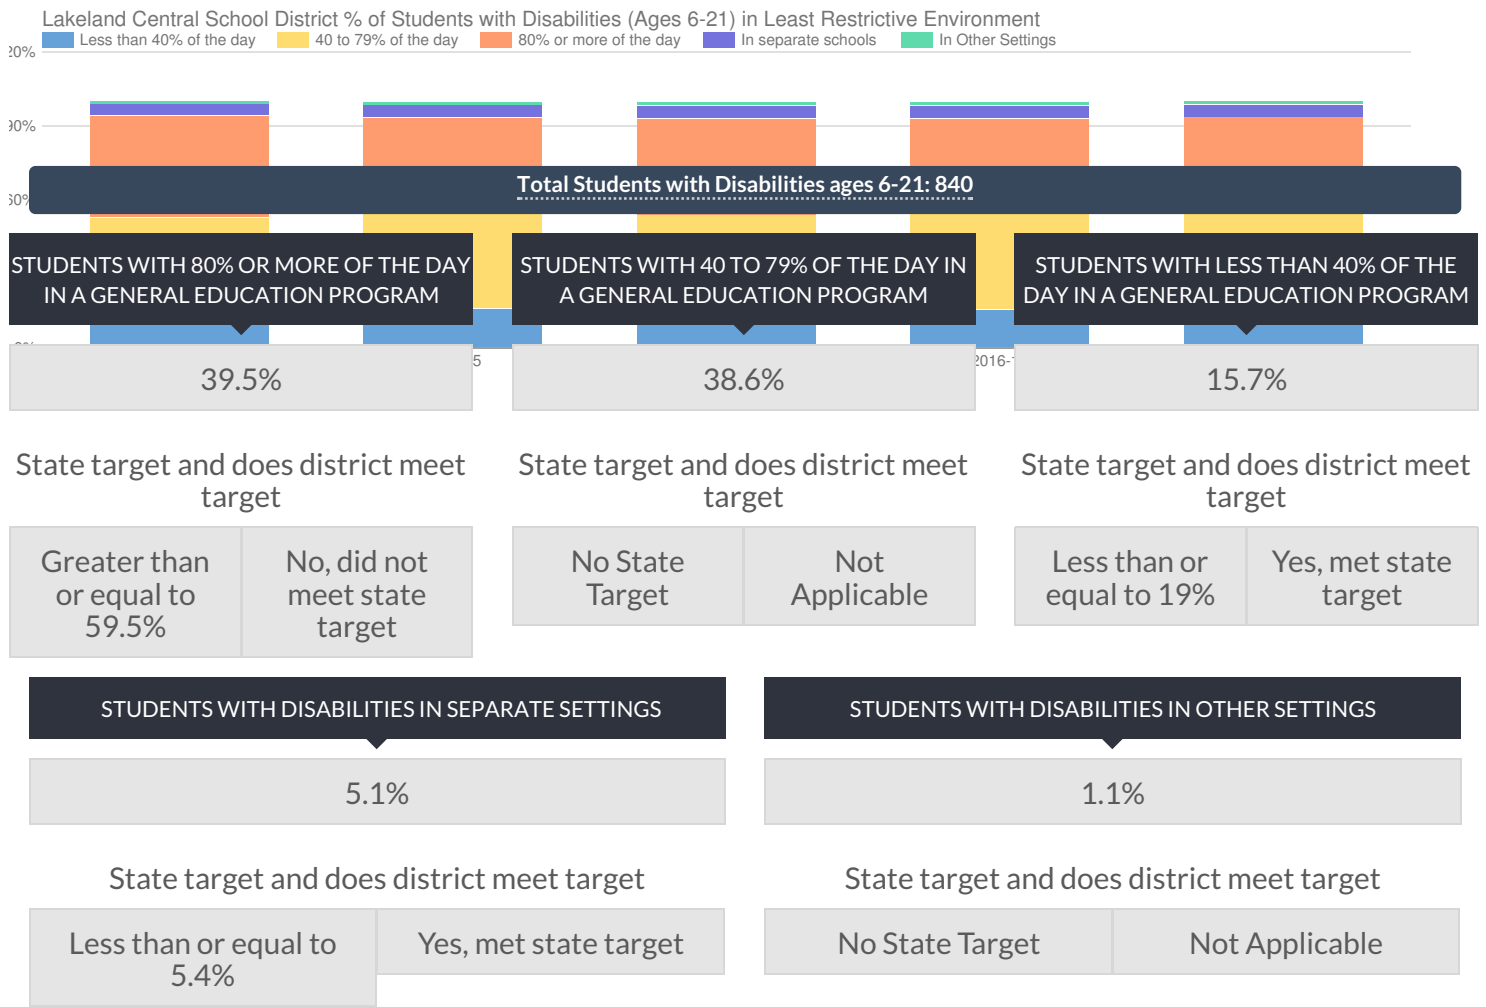 Lakeland Central School District % of Students with Disabilities (Ages 6-21) in Least Restrictive Environment
Less than 40% of the day 40 to 79% of the day 80% or more of the day In separate schools In Other Settings
20%
90%
Total Students with Disabilities ages 6-21: 840
60%
STUDENTS WITH 80% OR MORE OF THE DAY
IN A GENERAL EDUCATION PROGRAM
STUDENTS WITH 40 TO 79% OF THE DAY IN
A GENERAL EDUCATION PROGRAM
STUDENTS WITH LESS THAN 40% OF THE
DAY IN A GENERAL EDUCATION PROGRAM
5
2016-1
39.5%
38.6%
15.7%
State target and does district meet
target
State target and does district meet
target
State target and does district meet
target
Greater than
or equal to
59.5%
No, did not
meet state
target
No State
Target
Not
Applicable
Less than or
equal to 19%
Yes, met state
target
STUDENTS WITH DISABILITIES IN SEPARATE SETTINGS
STUDENTS WITH DISABILITIES IN OTHER SETTINGS
5.1%
1.1%
State target and does district meet target
State target and does district meet target
Less than or equal to
5.4%
Yes, met state target
No State Target
Not Applicable